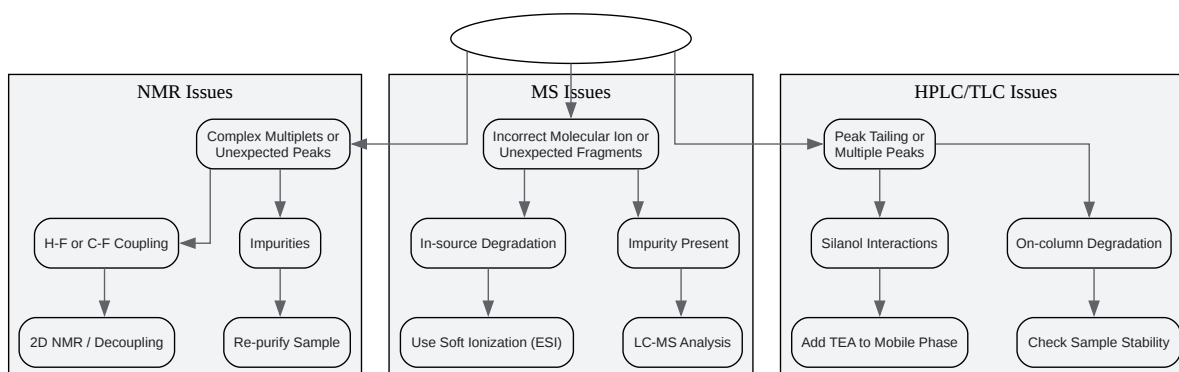 NMR Issues
MS Issues
HPLC/TLC Issues
Complex Multiplets or
Unexpected Peaks
Incorrect Molecular Ion or
Unexpected Fragments
Peak Tailing or
Multiple Peaks
H-F or C-F Coupling
Impurities
In-source Degradation
Impurity Present
Silanol Interactions
On-column Degradation
2D NMR / Decoupling
Re-purify Sample
Use Soft Ionization (ESI)
LC-MS Analysis
Add TEA to Mobile Phase
Check Sample Stability